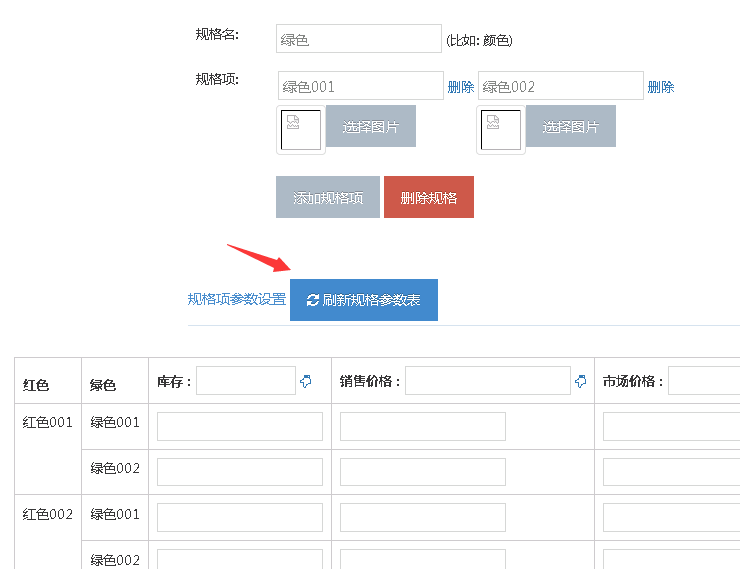 规格名: 绿色 (比如: 颜色)
规格项: 绿色001 删除 绿色002 删除
选择图片 选择图片
添加规格项 删除规格
规格项参数设置 刷新规格参数表
红色 绿色 库存： 销售价格： 市场价格：
红色001 绿色001
绿色002
红色002 绿色001
绿色002